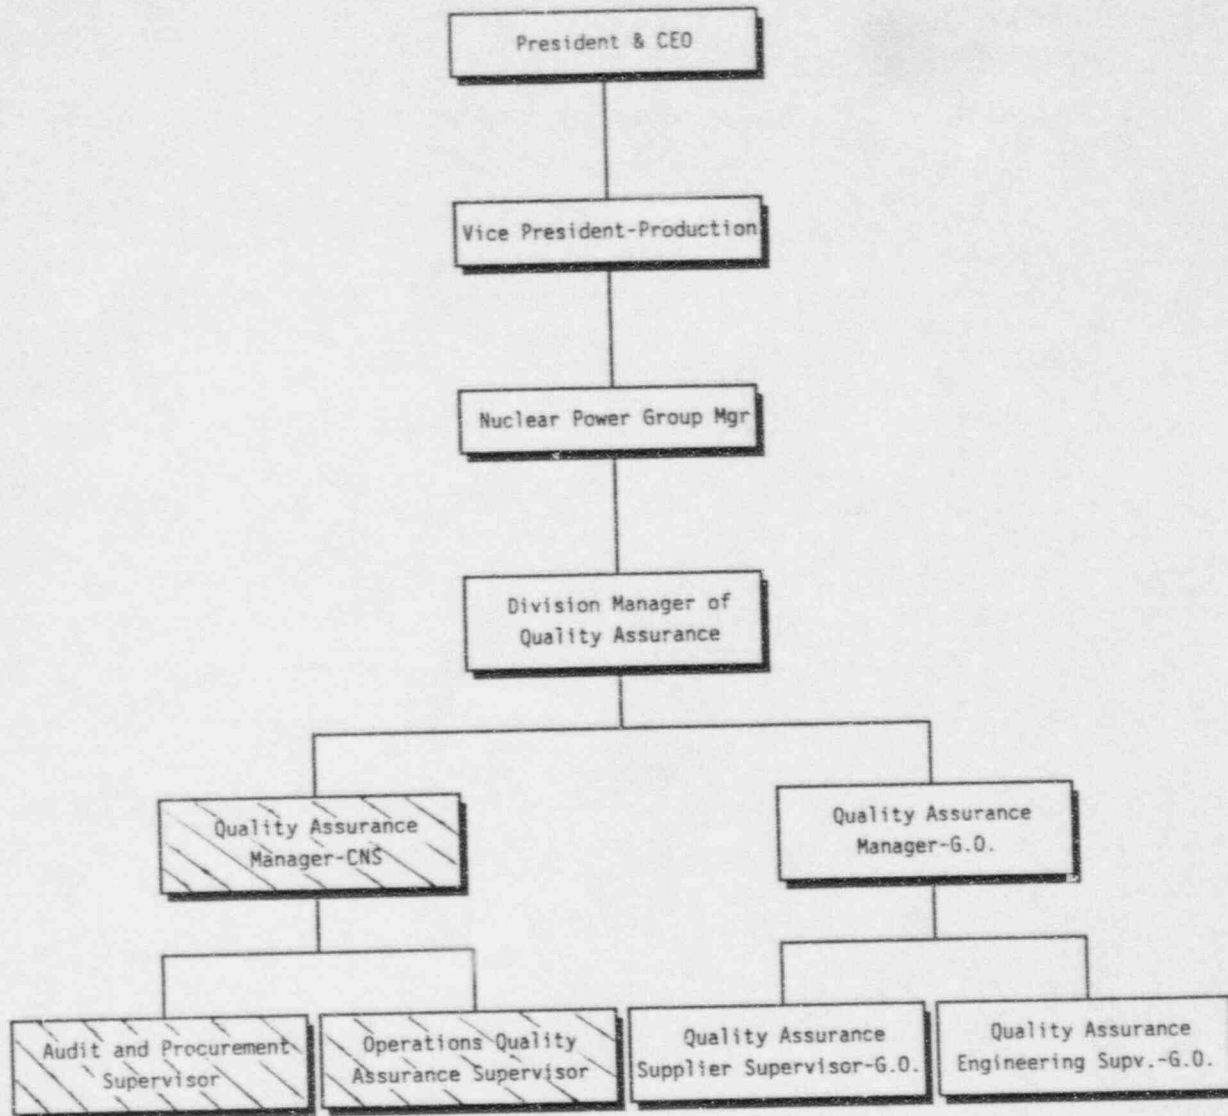 President & CEO
Vice President-Production
Nuclear Power Group Mgr
Division Manager of
Quality Assurance
Quality Assurance
Manager-CNS
Quality Assurance
Manager-G.O.
Audit and Procurement
Supervisor
Operations Quality
Assurance Supervisor
Quality Assurance
Supplier Supervisor-G.O.
Quality Assurance
Engineering Supv.-G.O.